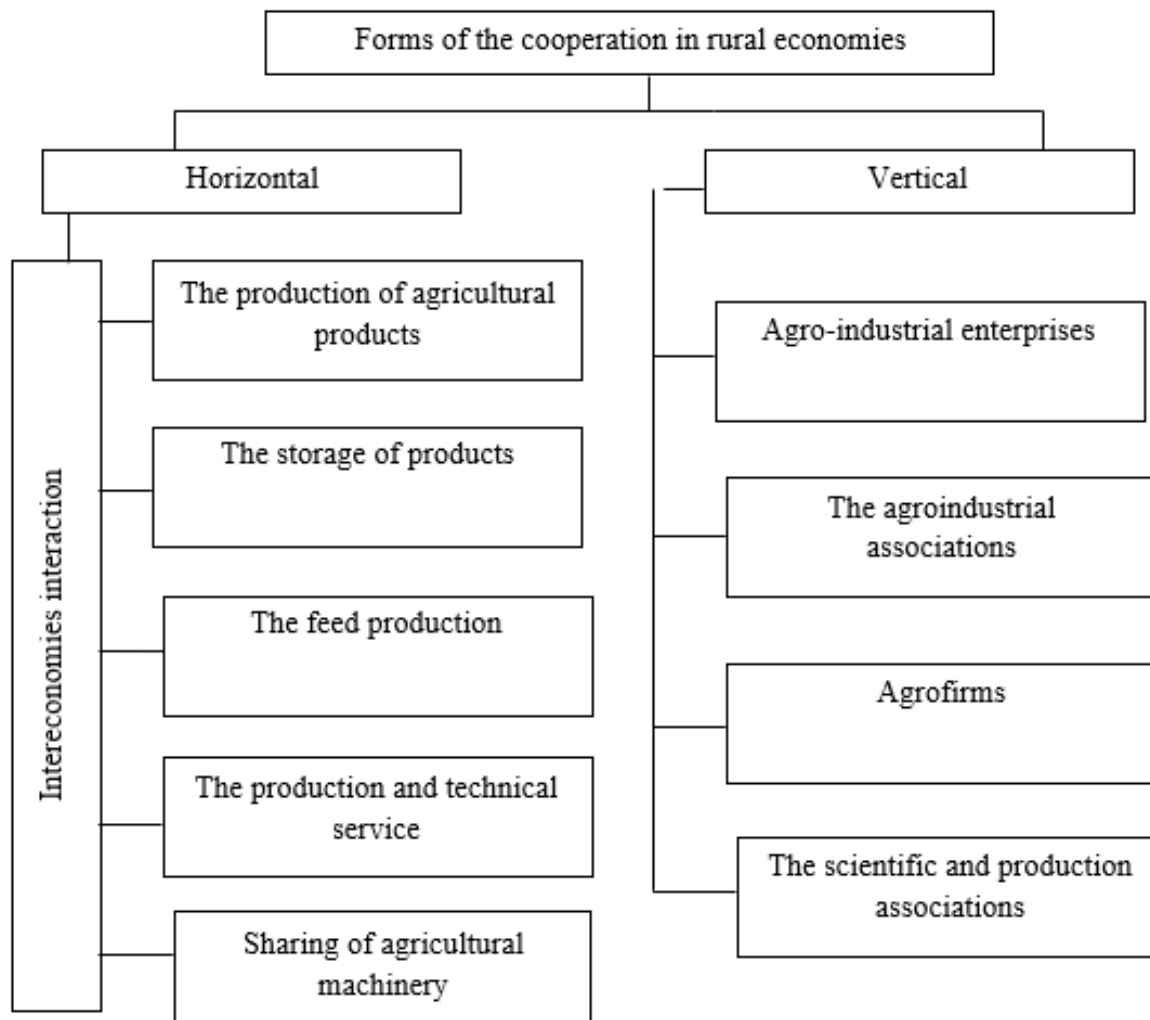 Forms of the cooperation in rural economies
Horizontal
Vertical
Intereconomies interaction
The production of agricultural
products
The storage of products
The feed production
The production and technical
service
Sharing of agricultural
machinery
Agro-industrial enterprises
The agroindustrial
associations
Agrofirms
The scientific and production
associations